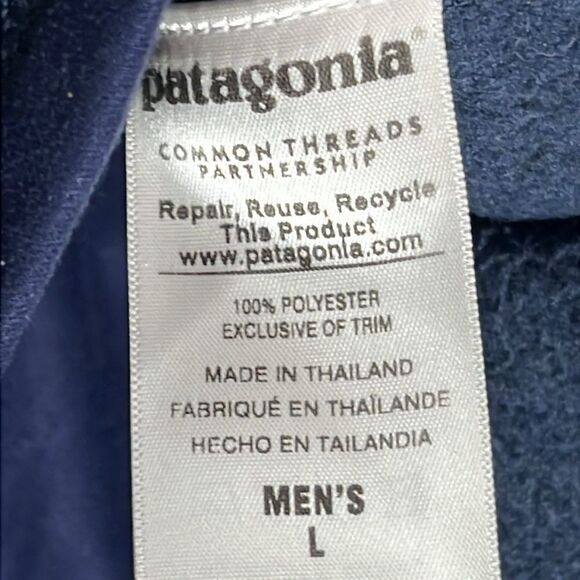 patagonia®
COMMON THREADS
PARTNERSHIP
Repair, Reuse, Recycle
This Product
www.patagonia.com
100% POLYESTER
EXCLUSIVE OF TRIM
MADE IN THAILAND
FABRIQUÉ EN THAÏLANDE
HECHO EN TAILANDIA
MEN'S
L